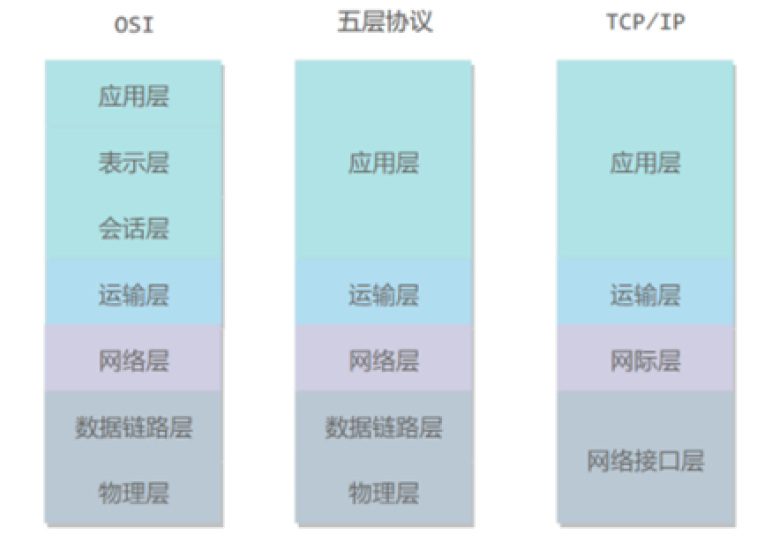 OSI
五层协议
TCP/IP
应用层
表示层
会话层
运输层
网络层
数据链路层
物理层
应用层
运输层
网络层
数据链路层
物理层
应用层
运输层
网际层
网络接口层